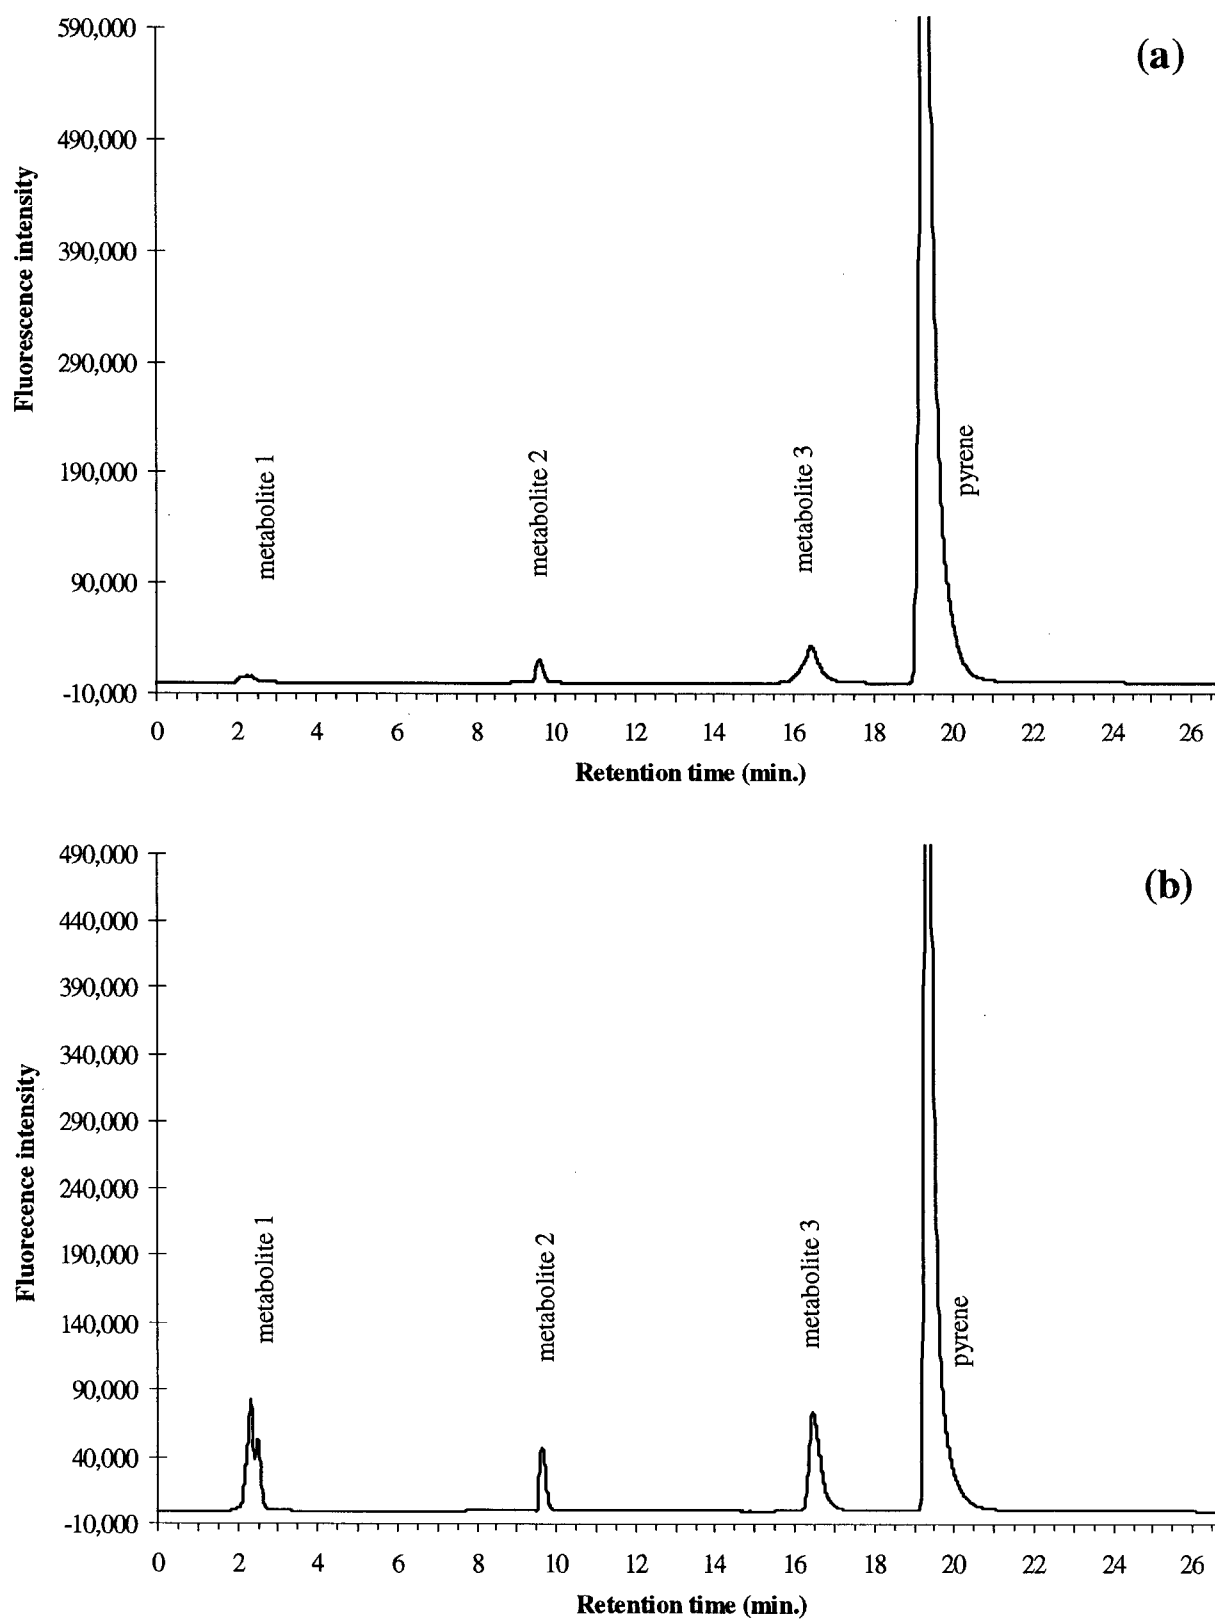 (a)
590,000
490,000
390,000
290,000
190,000
90,000
-10,000
Fluorescence intensity
metabolite 1
metabolite 2
metabolite 3
pyrene
0 2 4 6 8 10 12 14 16 18 20 22 24 26
Retention time (min.)
(b)
490,000
440,000
390,000
340,000
290,000
240,000
190,000
140,000
90,000
40,000
-10,000
Fluorecence intensity
metabolite 1
metabolite 2
metabolite 3
pyrene
0 2 4 6 8 10 12 14 16 18 20 22 24 26
Retention time (min.)